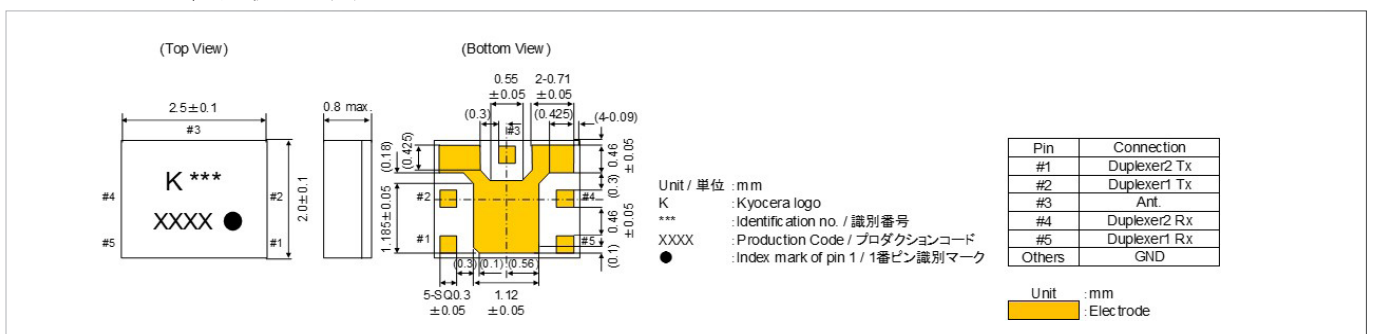 (Top View)
2.5±0.1
#3
#4
#5
K ***
XXXX
#2
#1
2.0±0.1
0.8 max.
(Bottom View)
0.55
±0.05
2-0.71
±0.05
(0.3)
#3
(0.425)
(4-0.09)
(0.18)
(0.425)
0.46
±0.05
(0.3)
#2
#4
1.185±0.05
0.46
±0.05
#1
#5
(0.1)
(0.3)
(0.1)
(0.56)
5-SQ0.3
±0.05
1.12
±0.05
Unit / 単位 :mm
K :Kyocera logo
*** :Identification no. / 識別番号
XXXX :Production Code / プロダクションコード
● :Index mark of pin 1 / 1番ピン識別マーク
Pin Connection
#1 Duplexer2 Tx
#2 Duplexer1 Tx
#3 Ant.
#4 Duplexer2 Rx
#5 Duplexer1 Rx
Others GND
Unit :mm
:Electrode